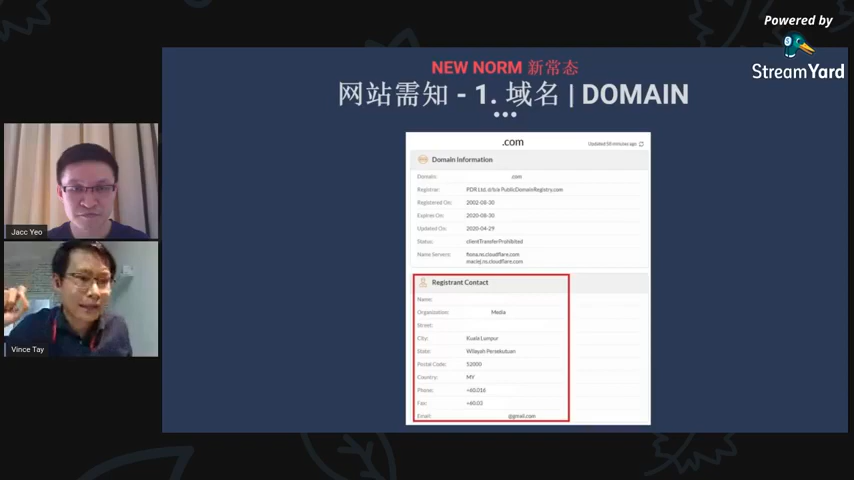 Powered by
StreamYard
NEW NORM 新常态
网站需知 - 1. 域名 | DOMAIN
.com
Updated 58 minutes ago
Domain Information
Domain: .com
Registrar: PDR Ltd. d/b/a PublicDomainRegistry.com
Registered On: 2002-08-30
Expires On: 2020-08-30
Updated On: 2020-04-29
Status: clientTransferProhibited
Name Servers: fiona.ns.cloudflare.com
maciej.ns.cloudflare.com
Registrant Contact
Name:
Organization: Media
Street:
City: Kuala Lumpur
State: Wilayah Persekutuan
Postal Code: 52000
Country: MY
Phone: +60.016
Fax: +60.03
Email: @gmail.com
Jacc Yeo
Vince Tay